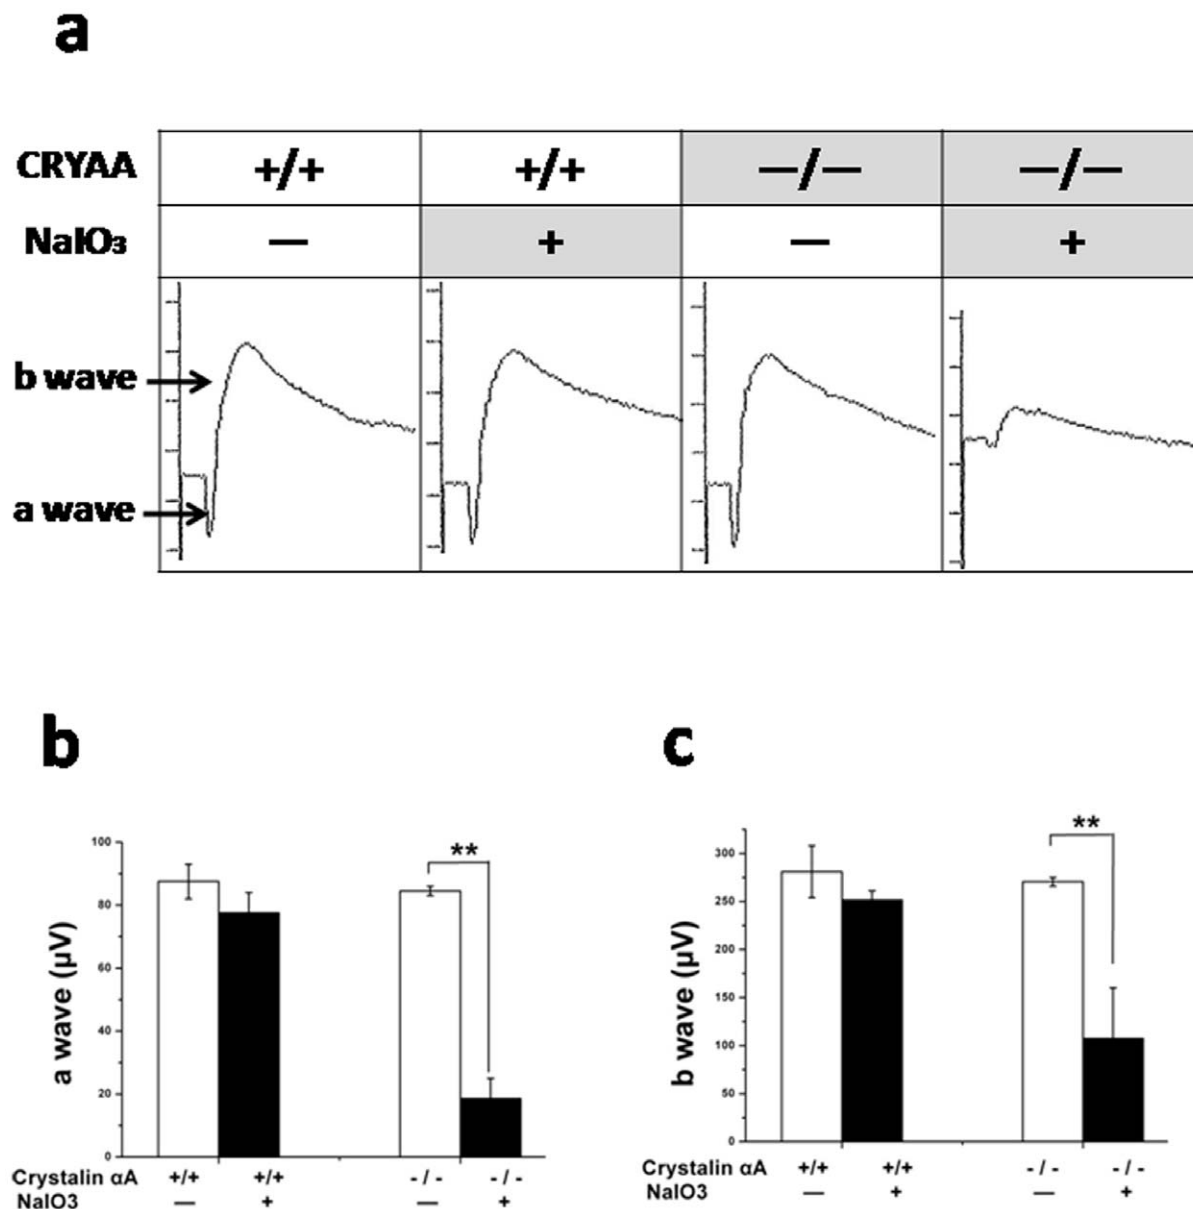 a
CRYAA +/+ +/+ —/— —/—
NaIO₃ — + — +
b wave
a wave
b
c
**
100
80
60
40
20
0
a wave (µV)
Crystalin αA +/+ +/+ - / - - / -
NaIO3 — + — +
**
300
250
200
150
100
50
0
b wave (µV)
Crystalin αA +/+ +/+ - / - - / -
NaIO3 — + — +